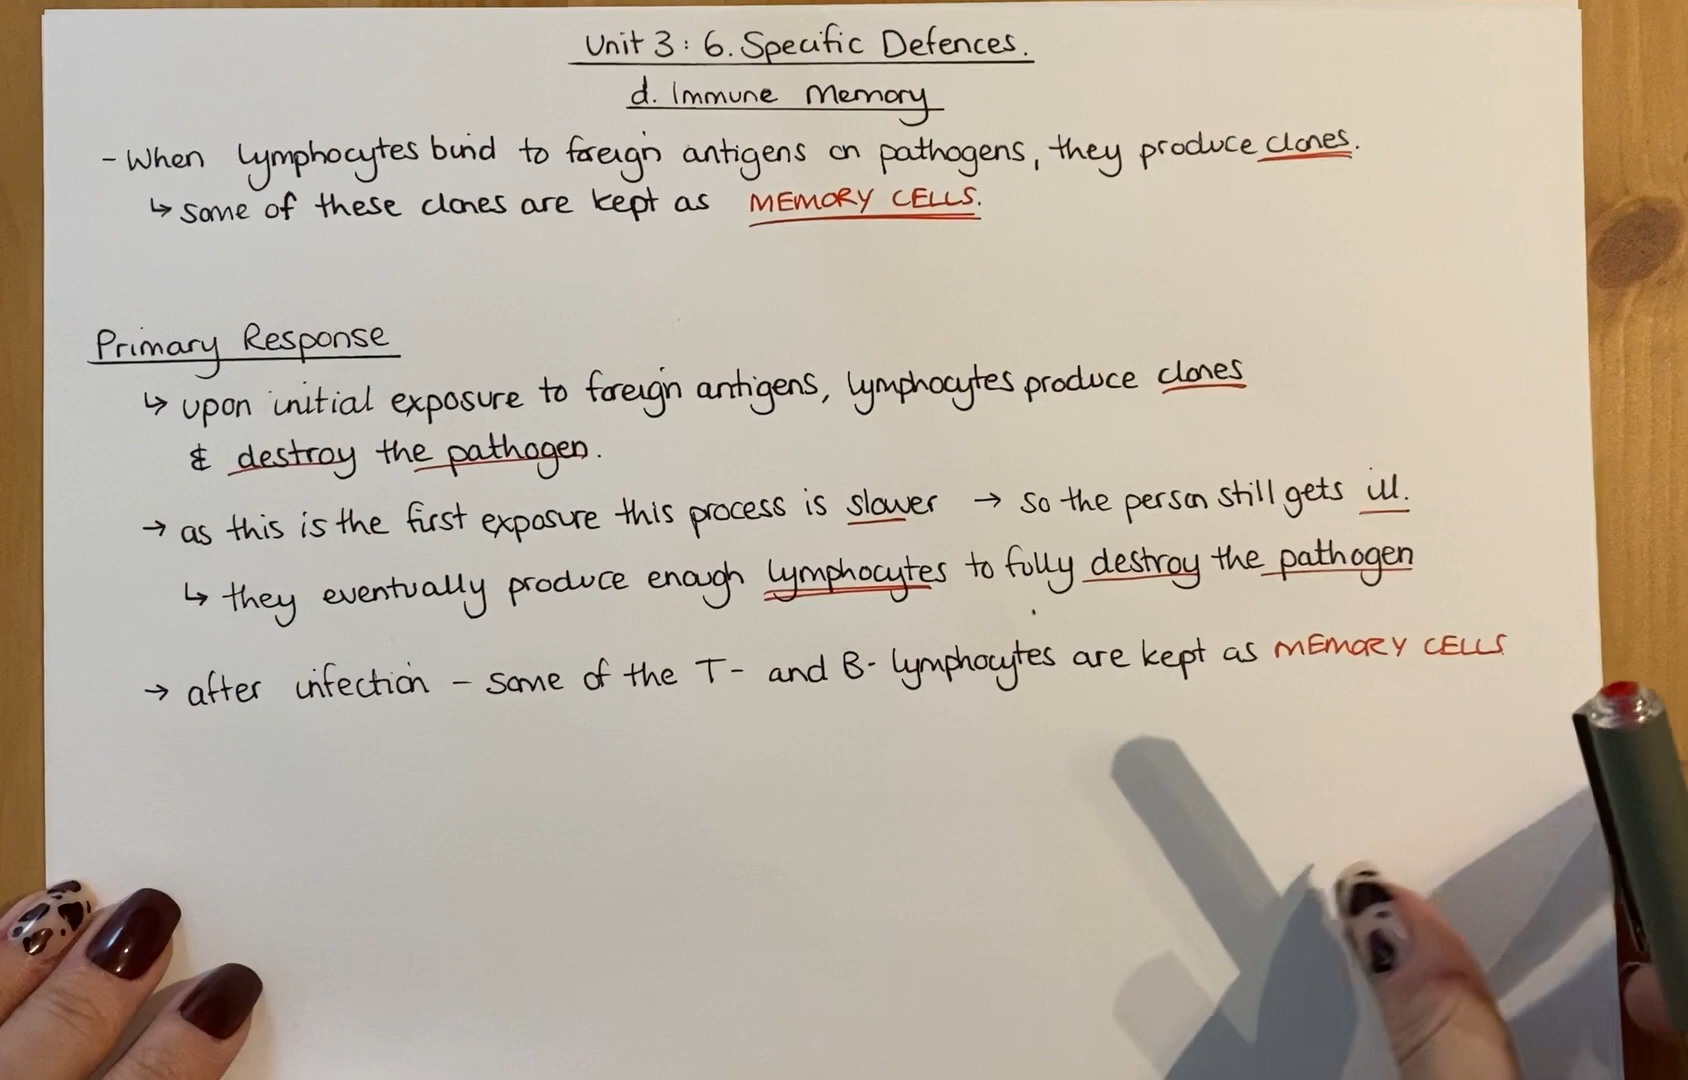 Unit 3: 6. Specific Defences.
d. Immune Memory
- When lymphocytes bind to foreign antigens on pathogens, they produce clones.
↳ some of these clones are kept as MEMORY CELLS.
Primary Response
↳ upon initial exposure to foreign antigens, lymphocytes produce clones
& destroy the pathogen.
→ as this is the first exposure this process is slower → so the person still gets ill.
↳ they eventually produce enough lymphocytes to fully destroy the pathogen
→ after infection - some of the T- and B- lymphocytes are kept as MEMORY CELLS